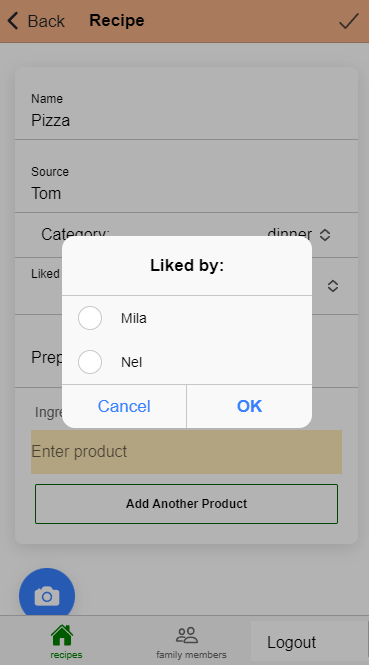 Back Recipe
Name
Pizza
Source
Tom
Category: dinner
Liked
Liked by:
Mila
Nel
Prep
Cancel OK
Ingre
Enter product
Add Another Product
recipes family members Logout